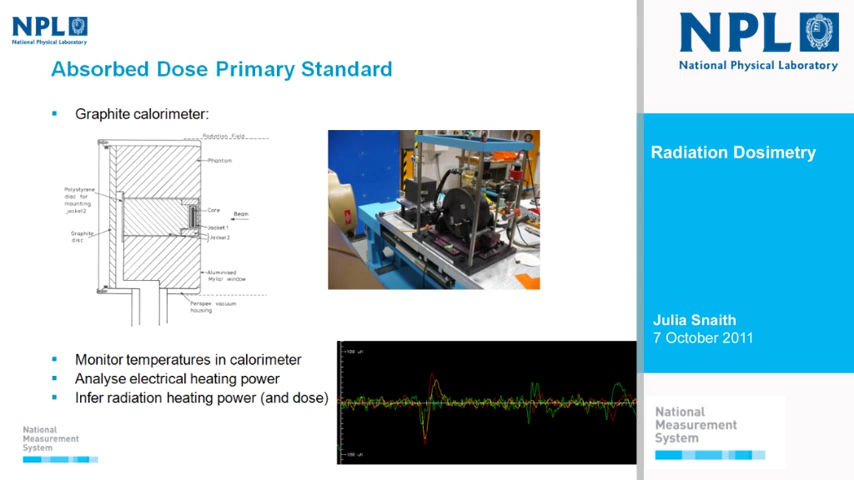 NPL
National Physical Laboratory
Absorbed Dose Primary Standard
Graphite calorimeter:
Radiation Field
Phantom
Polystyrene
disc for
mounting
jacket2
Core
Beam
Jacket 1
Jacket 2
Graphite
disc
Aluminised
Mylar window
Perspex vacuum
housing
Monitor temperatures in calorimeter
Analyse electrical heating power
Infer radiation heating power (and dose)
National
Measurement
System
NPL
National Physical Laboratory
Radiation Dosimetry
Julia Snaith
7 October 2011
National
Measurement
System